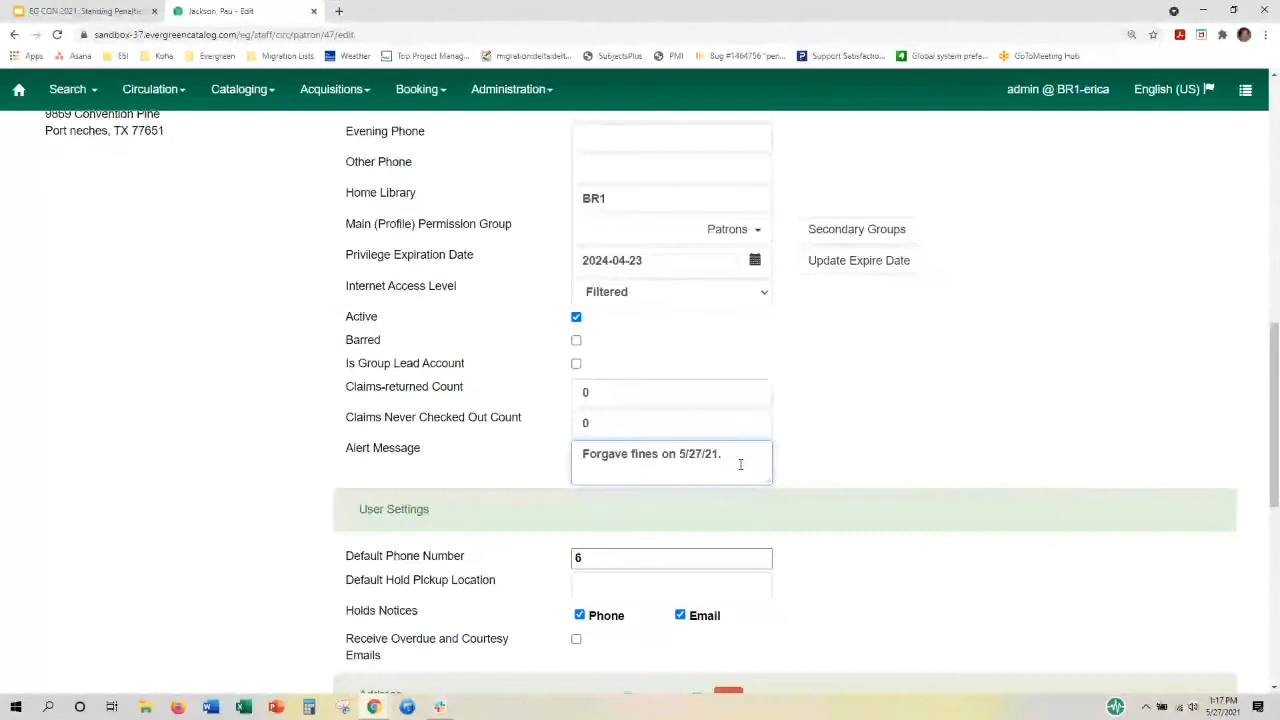 EG CON 2021: Standing Penalti
Jackson, Pau - Edit
sandbox-37.evergreencatalog.com/eg/staff/circ/patron/47/edit
Apps
Asana
ESI
Koha
Evergreen
Migration Lists
Weather
Top Project Manag...
migration:delta:delt...
SubjectsPlus
PMI
Bug #1464756 "pen...
Support Satisfacto...
Global system prefe...
GoToMeeting Hub
Search
Circulation
Cataloging
Acquisitions
Booking
Administration
admin @ BR1-erica
English (US)
9869 Convention Pine
Port neches, TX 77651
Evening Phone
Other Phone
Home Library BR1
Main (Profile) Permission Group Patrons Secondary Groups
Privilege Expiration Date 2024-04-23 Update Expire Date
Internet Access Level Filtered
Active
Barred
Is Group Lead Account
Claims-returned Count 0
Claims Never Checked Out Count 0
Alert Message Forgave fines on 5/27/21.
User Settings
Default Phone Number 6
Default Hold Pickup Location
Holds Notices Phone Email
Receive Overdue and Courtesy
Emails
Address
1:17 PM
5/27/2021